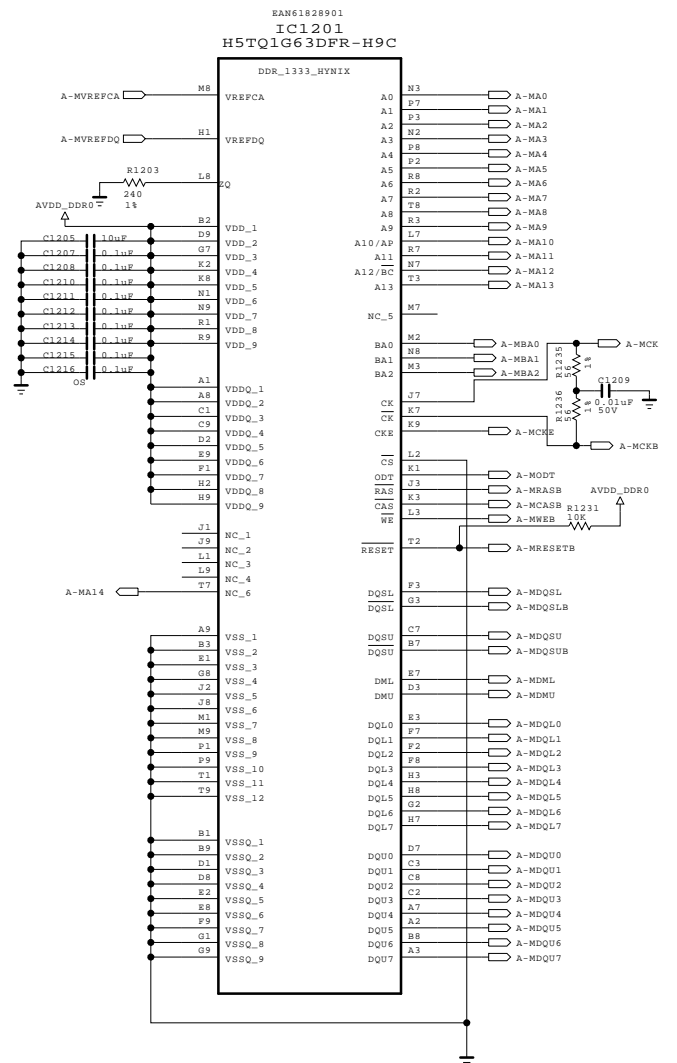 EAN61828901
IC1201
H5TQ1G63DFR-H9C
DDR_1333_HYNIX
A-MVREFCA M8 VREFCA
A-MVREFDQ H1 VREFDQ
R1203 L8 ZQ
240
1%
AVDD_DDR0
B2 VDD_1
C1205 10uF D9 VDD_2
C1207 0.1uF G7 VDD_3
C1208 0.1uF K2 VDD_4
C1210 0.1uF K8 VDD_5
C1211 0.1uF N1 VDD_6
C1212 0.1uF N9 VDD_7
C1213 0.1uF R1 VDD_8
C1214 0.1uF R9 VDD_9
C1215 0.1uF
C1216 0.1uF
OS
A1 VDDQ_1
A8 VDDQ_2
C1 VDDQ_3
C9 VDDQ_4
D2 VDDQ_5
E9 VDDQ_6
F1 VDDQ_7
H2 VDDQ_8
H9 VDDQ_9
J1 NC_1
J9 NC_2
L1 NC_3
L9 NC_4
A-MA14 T7 NC_6
A9 VSS_1
B3 VSS_2
E1 VSS_3
G8 VSS_4
J2 VSS_5
J8 VSS_6
M1 VSS_7
M9 VSS_8
P1 VSS_9
P9 VSS_10
T1 VSS_11
T9 VSS_12
B1 VSSQ_1
B9 VSSQ_2
D1 VSSQ_3
D8 VSSQ_4
E2 VSSQ_5
E8 VSSQ_6
F9 VSSQ_7
G1 VSSQ_8
G9 VSSQ_9
A0 N3 A-MA0
A1 P7 A-MA1
A2 P3 A-MA2
A3 N2 A-MA3
A4 P8 A-MA4
A5 P2 A-MA5
A6 R8 A-MA6
A7 R2 A-MA7
A8 T8 A-MA8
A9 R3 A-MA9
A10/AP L7 A-MA10
A11 R7 A-MA11
A12/BC N7 A-MA12
A13 T3 A-MA13
NC_5 M7
BA0 M2 A-MBA0
BA1 N8 A-MBA1
BA2 M3 A-MBA2
CK J7 A-MCK
CK K7 A-MCKB
CKE K9 A-MCKE
R1235
56
1%
R1236
56
1%
C1209
0.01uF
50V
CS L2
ODT K1 A-MODT
RAS J3 A-MRASB
CAS K3 A-MCASB
WE L3 A-MWEB
AVDD_DDR0
R1231
10K
RESET T2 A-MRESETB
DQSL F3 A-MDQSL
DQSL G3 A-MDQSLB
DQSU C7 A-MDQSU
DQSU B7 A-MDQSUB
DML E7 A-MDML
DMU D3 A-MDMU
DQL0 E3 A-MDQL0
DQL1 F7 A-MDQL1
DQL2 F2 A-MDQL2
DQL3 F8 A-MDQL3
DQL4 H3 A-MDQL4
DQL5 H8 A-MDQL5
DQL6 G2 A-MDQL6
DQL7 H7 A-MDQL7
DQU0 D7 A-MDQU0
DQU1 C3 A-MDQU1
DQU2 C8 A-MDQU2
DQU3 C2 A-MDQU3
DQU4 A7 A-MDQU4
DQU5 A2 A-MDQU5
DQU6 B8 A-MDQU6
DQU7 A3 A-MDQU7